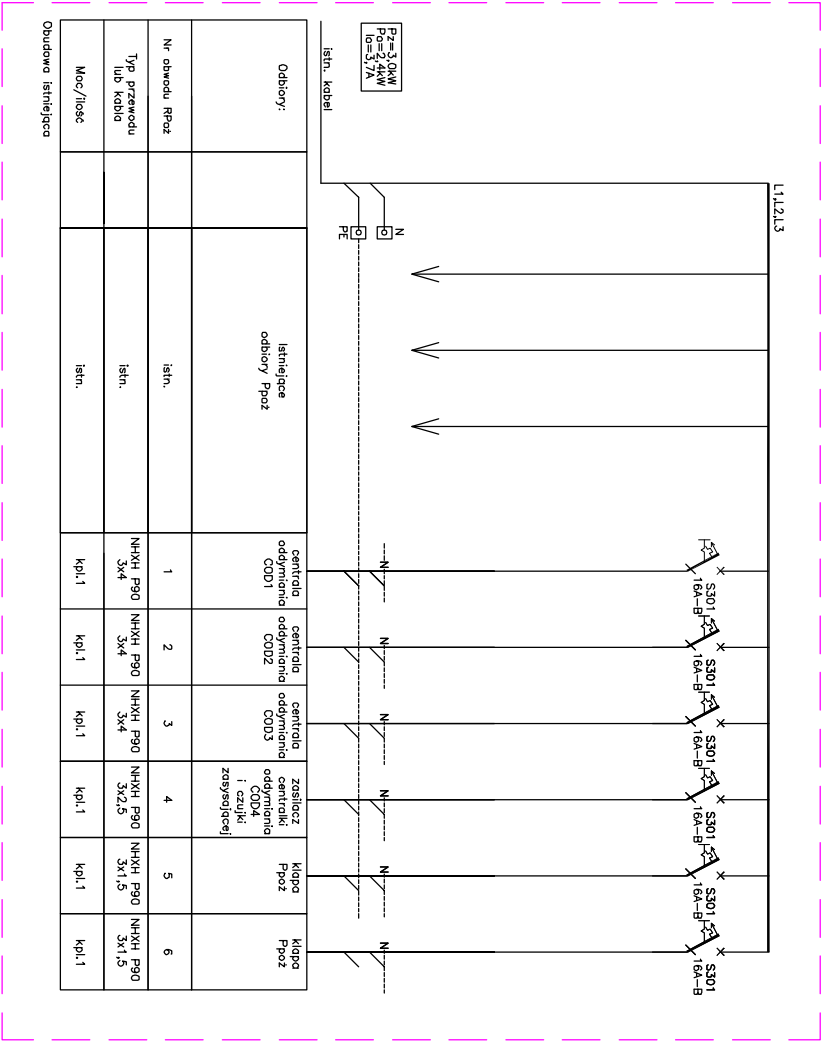 L1,L2,L3
Pz=3,0kW
Po=2,4kW
Io=3,7A
istn. kabel
N
PE
S301
16A-B
S301
16A-B
S301
16A-B
S301
16A-B
S301
16A-B
S301
16A-B
N
N
N
N
N
N
Odbiory:
Istniejące
odbiory Ppoż
centrala
oddymiania
COD1
centrala
oddymiania
COD2
centrala
oddymiania
COD3
zasilacz
centralki
oddymiania
COD4
i czujki
zasysającej
klapa
Ppoż
klapa
Ppoż
Nr obwodu RPoż
istn.
1
2
3
4
5
6
Typ przewodu
lub kabla
istn.
NHXH P90
3x4
NHXH P90
3x4
NHXH P90
3x4
NHXH P90
3x2,5
NHXH P90
3x1,5
NHXH P90
3x1,5
Moc/ilość
istn.
kpl.1
kpl.1
kpl.1
kpl.1
kpl.1
kpl.1
Obudowa istniejąca